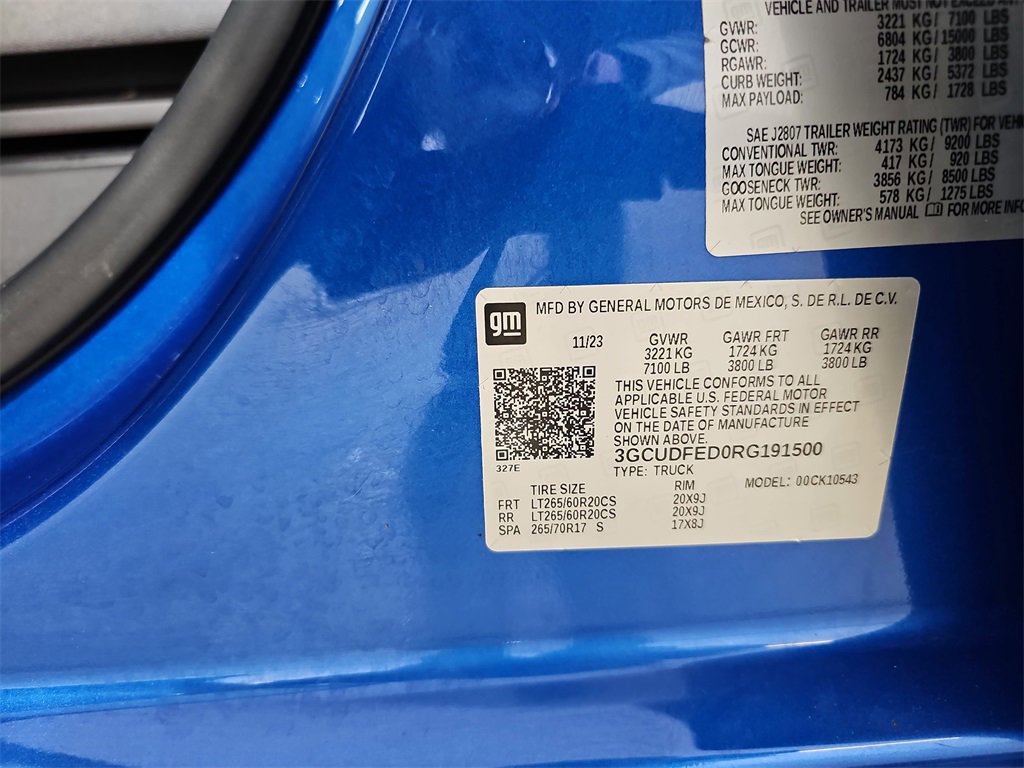 VEHICLE AND TRAILER MUST NOT EXCEED ANY
GVWR: 3221 KG / 7100 LBS
GCWR: 6804 KG / 15000 LBS
RGAWR: 1724 KG / 3800 LBS
CURB WEIGHT: 2437 KG / 5372 LBS
MAX PAYLOAD: 784 KG / 1728 LBS
SAE J2807 TRAILER WEIGHT RATING (TWR) FOR VEHI
CONVENTIONAL TWR: 4173 KG / 9200 LBS
MAX TONGUE WEIGHT: 417 KG / 920 LBS
GOOSENECK TWR: 3856 KG / 8500 LBS
MAX TONGUE WEIGHT: 578 KG / 1275 LBS
SEE OWNER'S MANUAL FOR MORE INFO
gm MFD BY GENERAL MOTORS DE MEXICO, S. DE R.L. DE C.V.
11/23 GVWR GAWR FRT GAWR RR
3221 KG 1724 KG 1724 KG
7100 LB 3800 LB 3800 LB
THIS VEHICLE CONFORMS TO ALL
APPLICABLE U.S. FEDERAL MOTOR
VEHICLE SAFETY STANDARDS IN EFFECT
ON THE DATE OF MANUFACTURE
SHOWN ABOVE.
3GCUDFED0RG191500
327E TYPE: TRUCK
MODEL: 00CK10543
TIRE SIZE RIM
FRT LT265/60R20CS 20X9J
RR LT265/60R20CS 20X9J
SPA 265/70R17 S 17X8J